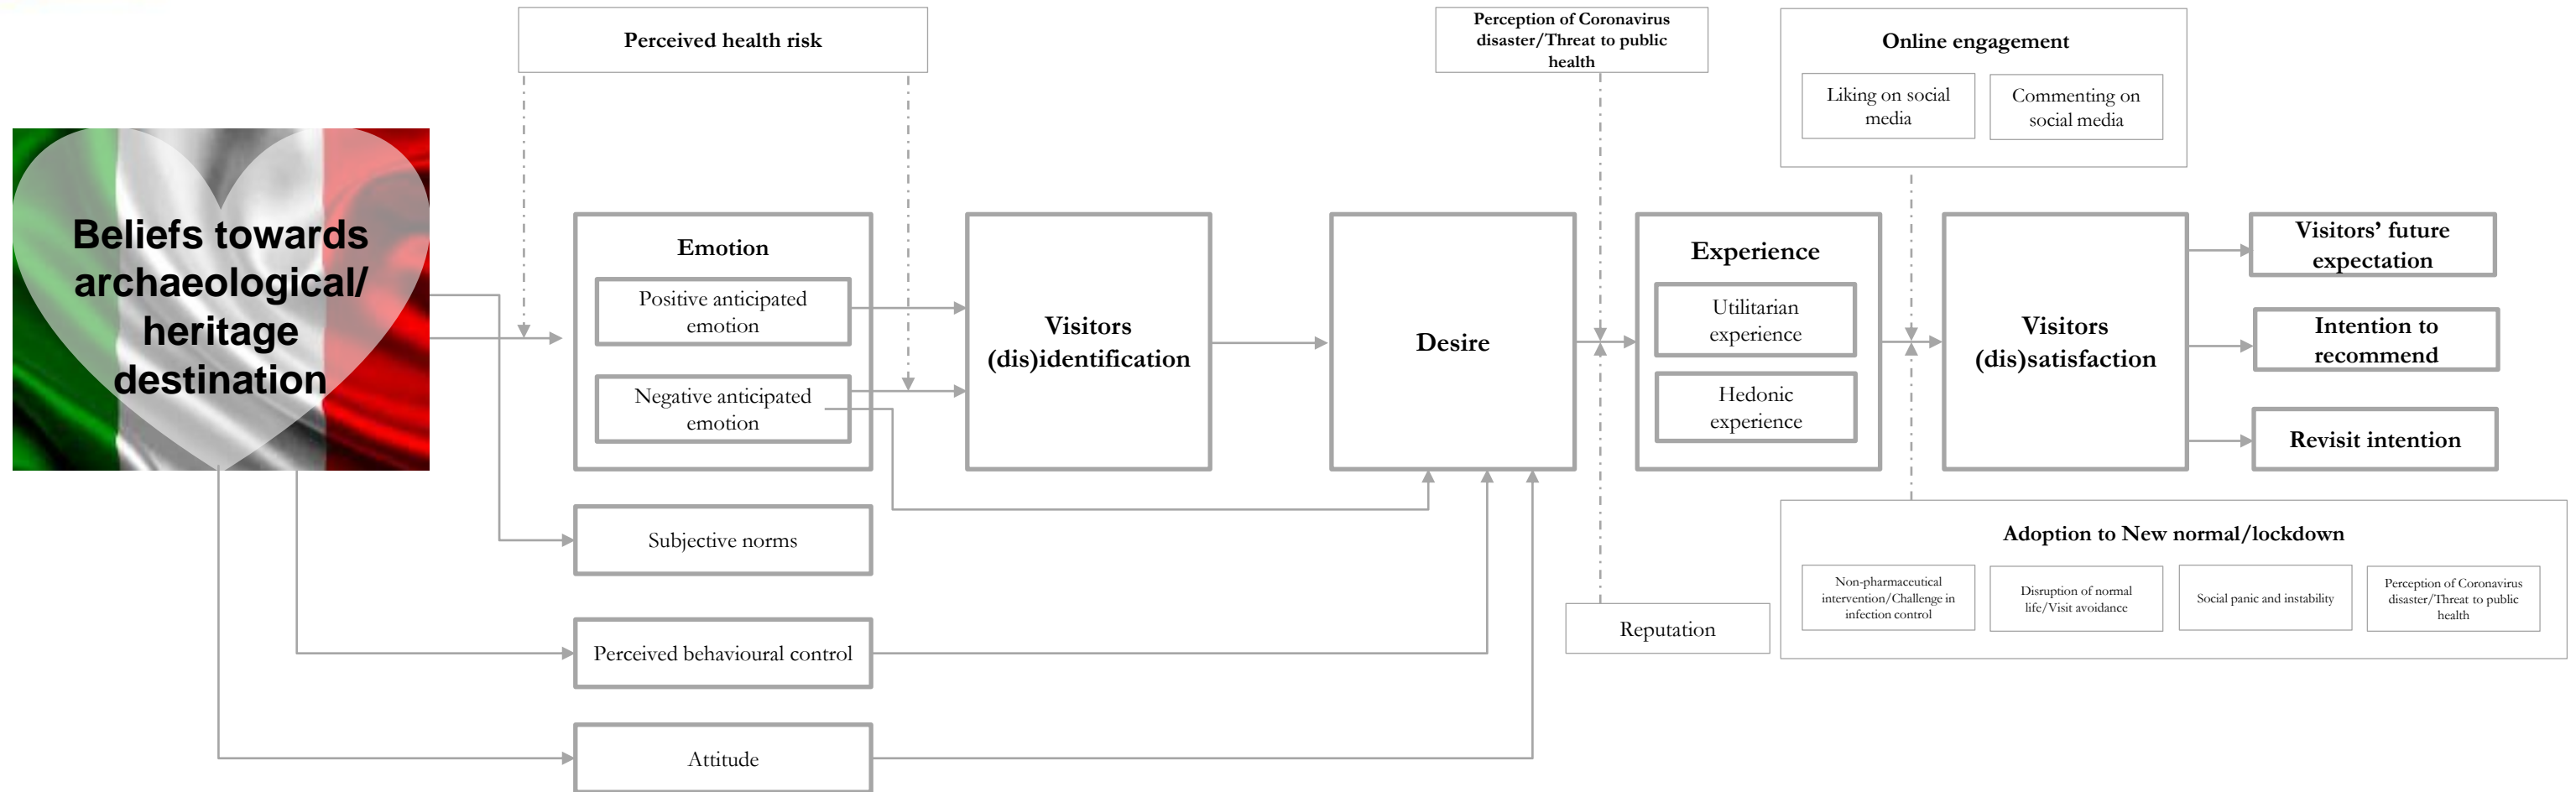 Perceived health risk
Perception of Coronavirus
disaster/Threat to public
health
Online engagement
Liking on social
media
Commenting on
social media
Beliefs towards
archaeological/
heritage
destination
Emotion
Positive anticipated
emotion
Negative anticipated
emotion
Visitors
(dis)identification
Desire
Experience
Utilitarian
experience
Hedonic
experience
Visitors
(dis)satisfaction
Visitors’ future
expectation
Intention to
recommend
Revisit intention
Subjective norms
Perceived behavioural control
Attitude
Reputation
Adoption to New normal/lockdown
Non-pharmaceutical
intervention/Challenge in
infection control
Disruption of normal
life/Visit avoidance
Social panic and instability
Perception of Coronavirus
disaster/Threat to public
health